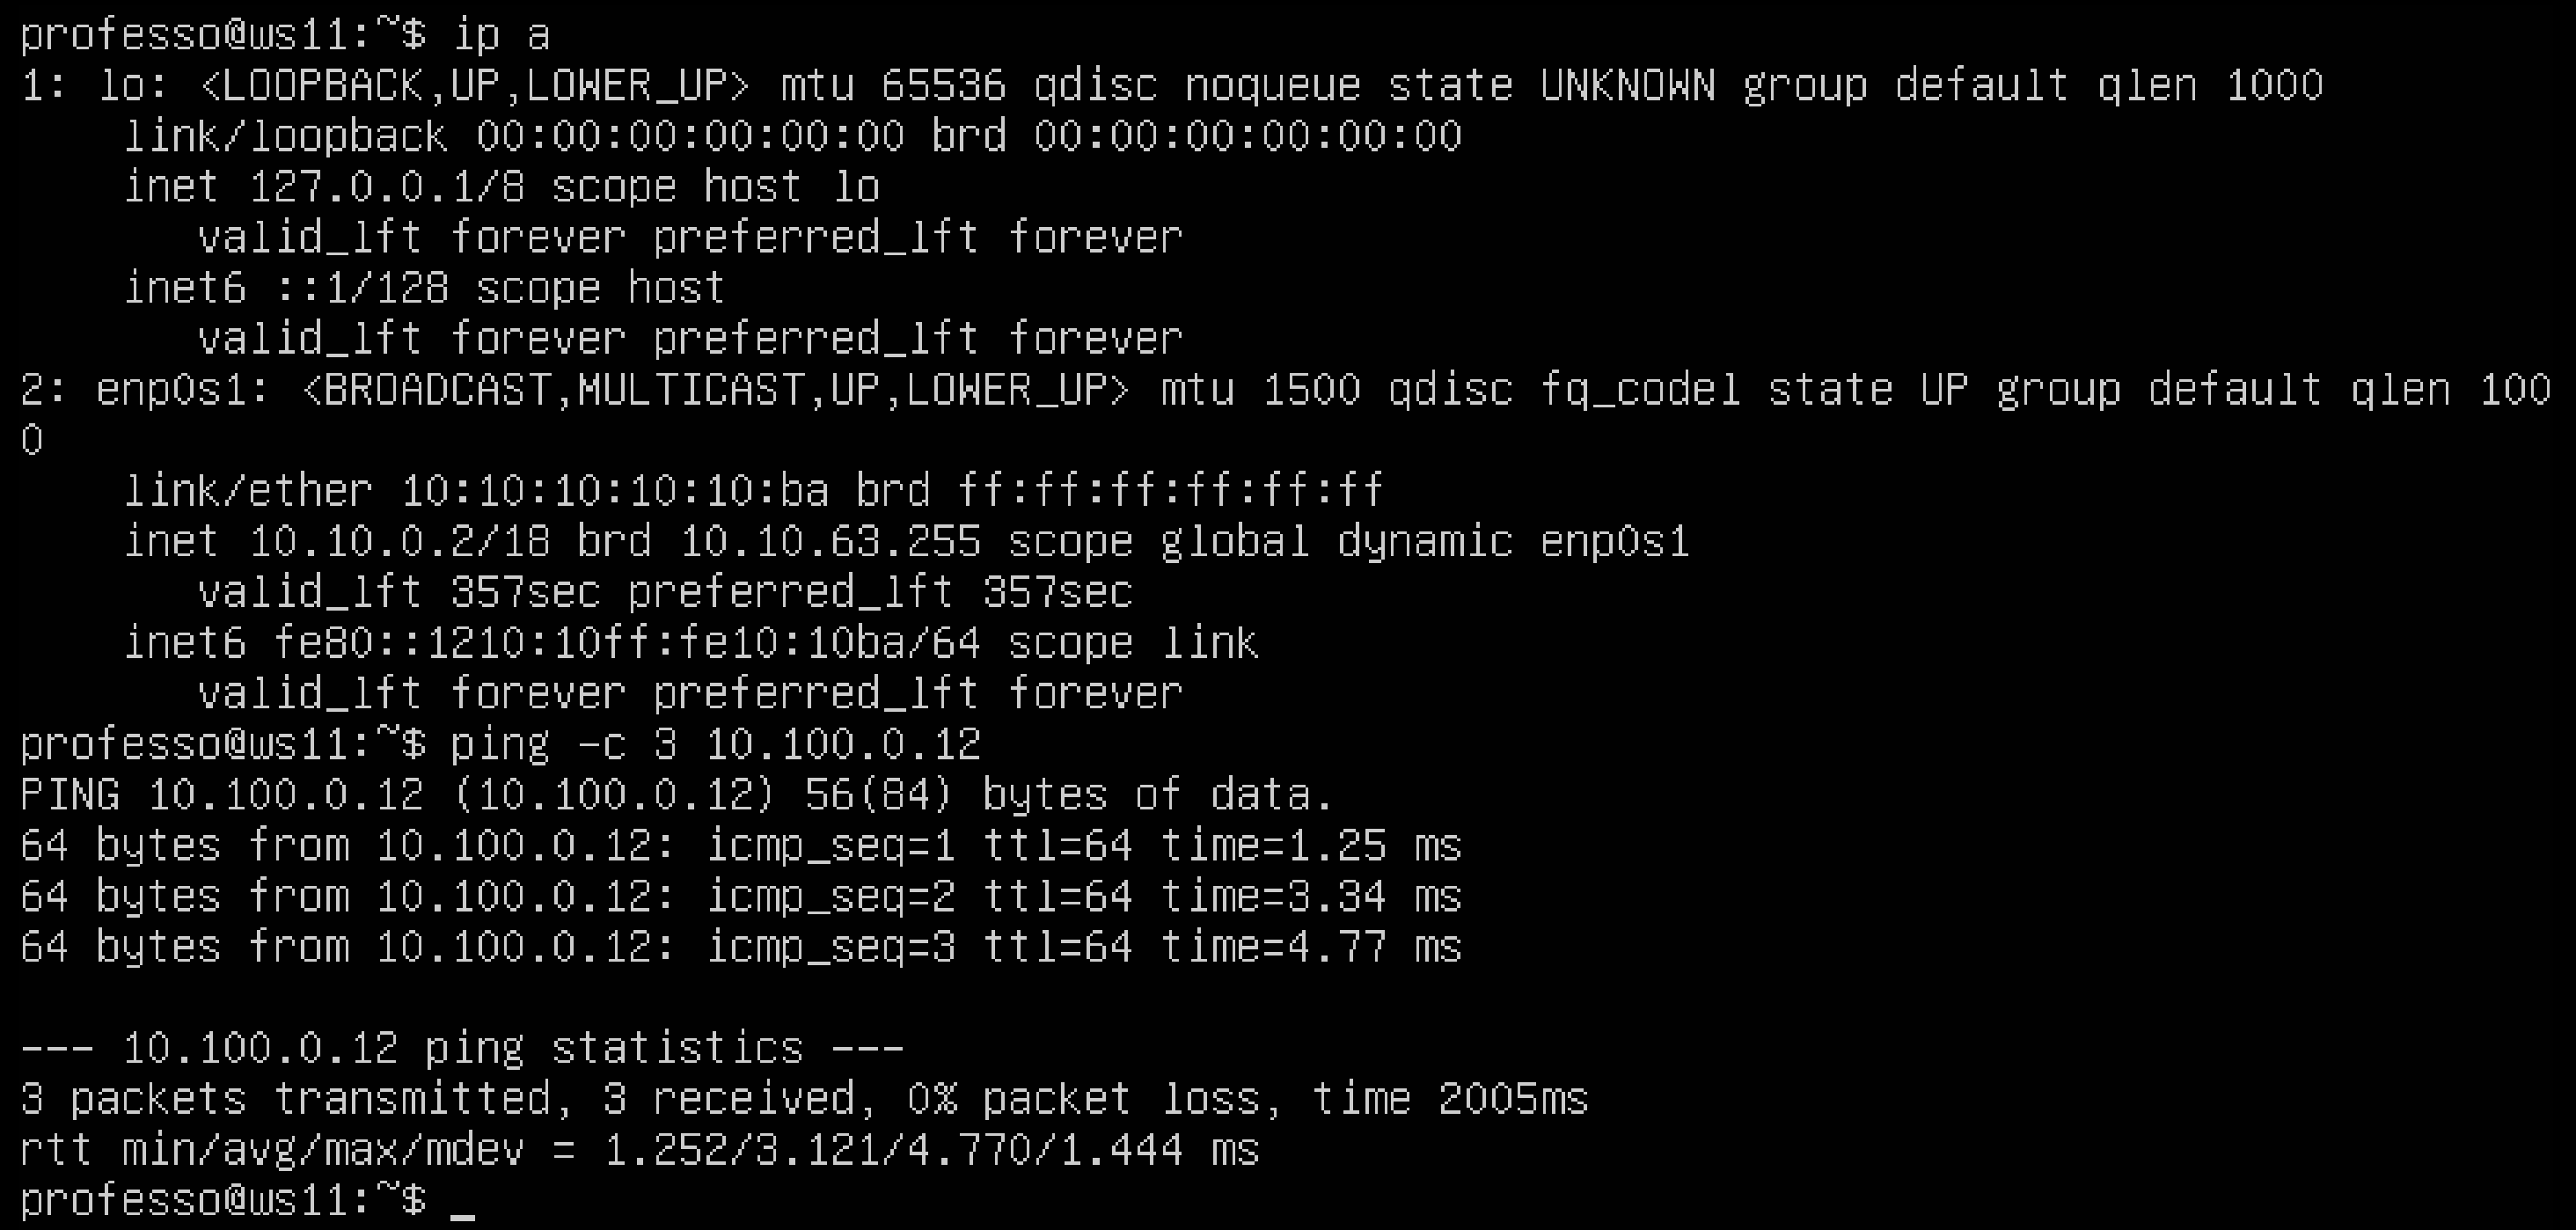 professo@ws11:~$ ip a
1: lo: <LOOPBACK,UP,LOWER_UP> mtu 65536 qdisc noqueue state UNKNOWN group default qlen 1000
    link/loopback 00:00:00:00:00:00 brd 00:00:00:00:00:00
    inet 127.0.0.1/8 scope host lo
       valid_lft forever preferred_lft forever
    inet6 ::1/128 scope host
       valid_lft forever preferred_lft forever
2: enp0s1: <BROADCAST,MULTICAST,UP,LOWER_UP> mtu 1500 qdisc fq_codel state UP group default qlen 100
0
    link/ether 10:10:10:10:10:ba brd ff:ff:ff:ff:ff:ff
    inet 10.10.0.2/18 brd 10.10.63.255 scope global dynamic enp0s1
       valid_lft 357sec preferred_lft 357sec
    inet6 fe80::1210:10ff:fe10:10ba/64 scope link
       valid_lft forever preferred_lft forever
professo@ws11:~$ ping -c 3 10.100.0.12
PING 10.100.0.12 (10.100.0.12) 56(84) bytes of data.
64 bytes from 10.100.0.12: icmp_seq=1 ttl=64 time=1.25 ms
64 bytes from 10.100.0.12: icmp_seq=2 ttl=64 time=3.34 ms
64 bytes from 10.100.0.12: icmp_seq=3 ttl=64 time=4.77 ms

--- 10.100.0.12 ping statistics ---
3 packets transmitted, 3 received, 0% packet loss, time 2005ms
rtt min/avg/max/mdev = 1.252/3.121/4.770/1.444 ms
professo@ws11:~$ _